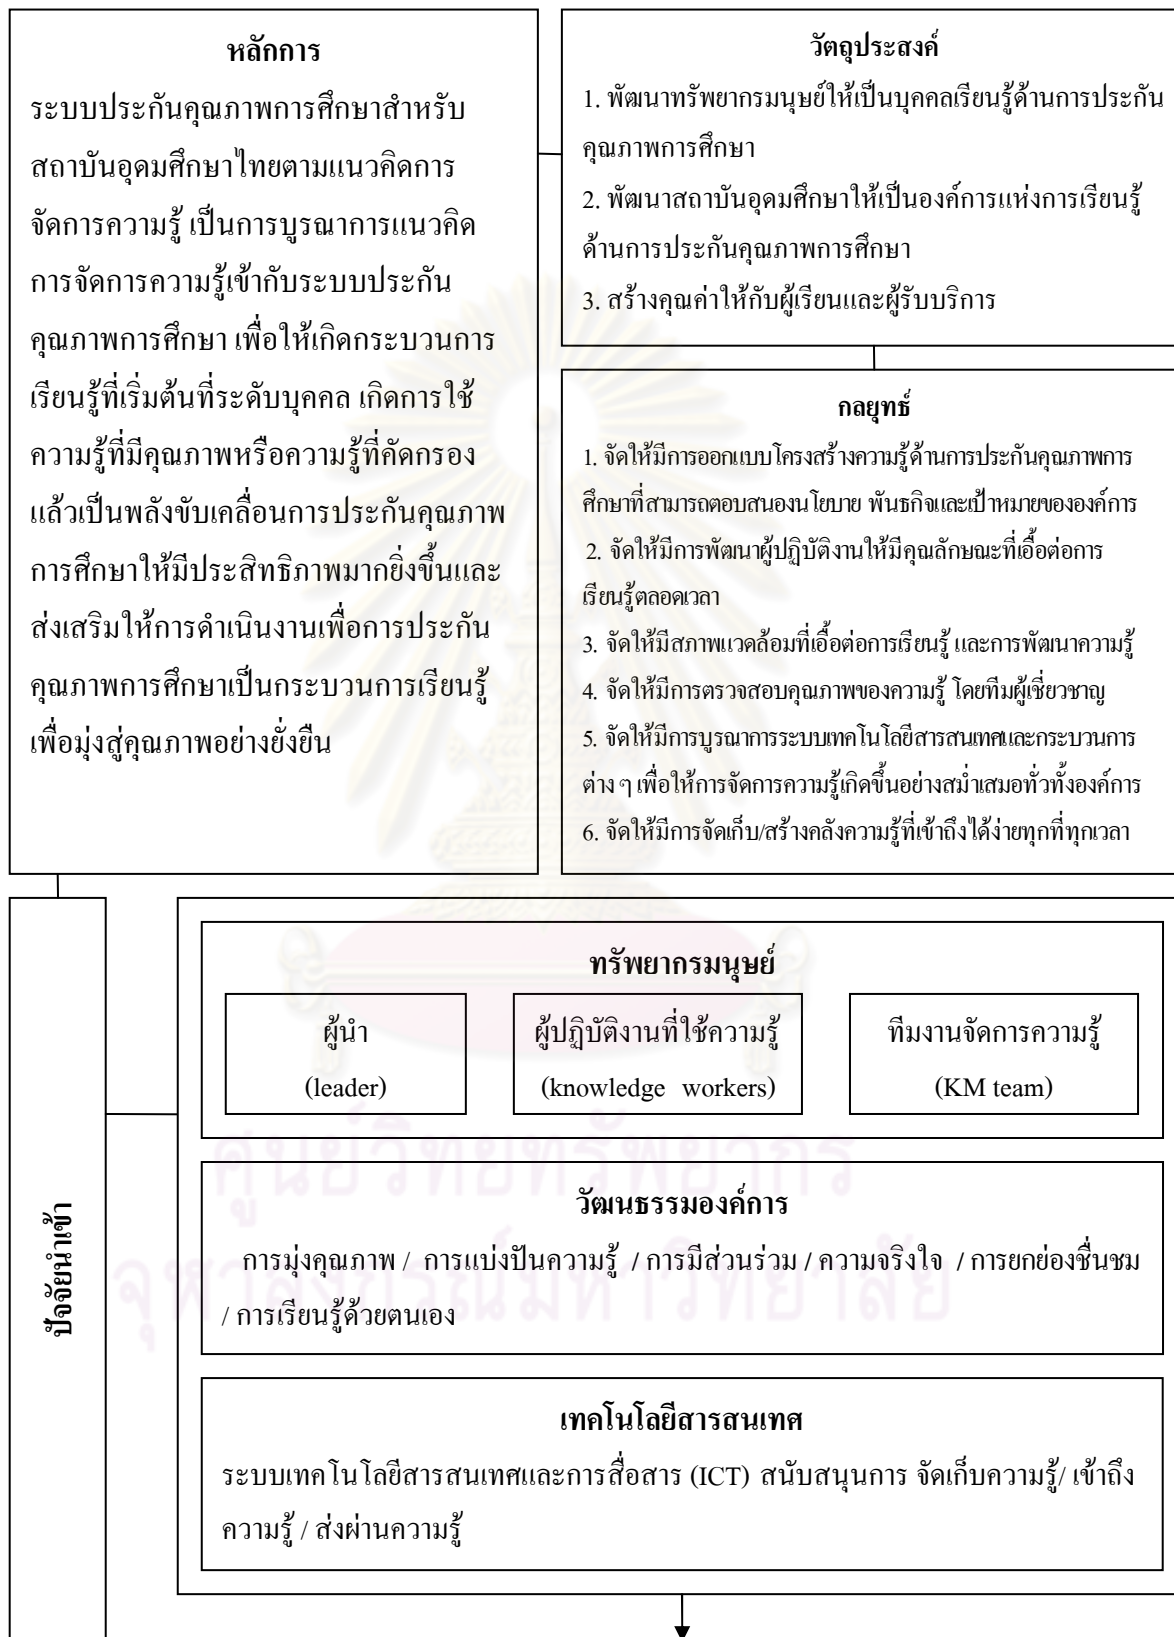 หลักการ
ระบบประกันคุณภาพการศึกษาสำหรับ
สถาบันอุดมศึกษาไทยตามแนวคิดการ
จัดการความรู้ เป็นการบูรณาการแนวคิด
การจัดการความรู้เข้ากับระบบประกัน
คุณภาพการศึกษา เพื่อให้เกิดกระบวนการ
เรียนรู้ที่เริ่มต้นที่ระดับบุคคล เกิดการใช้
ความรู้ที่มีคุณภาพหรือความรู้ที่คัดกรอง
แล้วเป็นพลังขับเคลื่อนการประกันคุณภาพ
การศึกษาให้มีประสิทธิภาพมากยิ่งขึ้นและ
ส่งเสริมให้การดำเนินงานเพื่อการประกัน
คุณภาพการศึกษาเป็นกระบวนการเรียนรู้
เพื่อมุ่งสู่คุณภาพอย่างยั่งยืน
วัตถุประสงค์
1. พัฒนาทรัพยากรมนุษย์ให้เป็นบุคคลเรียนรู้ด้านการประกัน
คุณภาพการศึกษา
2. พัฒนาสถาบันอุดมศึกษาให้เป็นองค์การแห่งการเรียนรู้
ด้านการประกันคุณภาพการศึกษา
3. สร้างคุณค่าให้กับผู้เรียนและผู้รับบริการ
กลยุทธ์
1. จัดให้มีการออกแบบโครงสร้างความรู้ด้านการประกันคุณภาพการ
ศึกษาที่สามารถตอบสนองนโยบาย พันธกิจและเป้าหมายขององค์การ
2. จัดให้มีการพัฒนาผู้ปฏิบัติงานให้มีคุณลักษณะที่เอื้อต่อการ
เรียนรู้ตลอดเวลา
3. จัดให้มีสภาพแวดล้อมที่เอื้อต่อการเรียนรู้ และการพัฒนาความรู้
4. จัดให้มีการตรวจสอบคุณภาพของความรู้ โดยทีมผู้เชี่ยวชาญ
5. จัดให้มีการบูรณาการระบบเทคโนโลยีสารสนเทศและกระบวนการ
ต่าง ๆ เพื่อให้การจัดการความรู้เกิดขึ้นอย่างสม่ำเสมอทั่วทั้งองค์การ
6. จัดให้มีการจัดเก็บ/สร้างคลังความรู้ที่เข้าถึงได้ง่ายทุกที่ทุกเวลา
ปัจจัยนำเข้า
ทรัพยากรมนุษย์
ผู้นำ
(leader)
ผู้ปฏิบัติงานที่ใช้ความรู้
(knowledge workers)
ทีมงานจัดการความรู้
(KM team)
ศูนย์วิทยทรัพยากร
วัฒนธรรมองค์การ
การมุ่งคุณภาพ / การแบ่งปันความรู้ / การมีส่วนร่วม / ความจริงใจ / การยกย่องชื่นชม
/ การเรียนรู้ด้วยตนเอง
จุฬาลงกรณ์มหาวิทยาลัย
เทคโนโลยีสารสนเทศ
ระบบเทคโนโลยีสารสนเทศและการสื่อสาร (ICT) สนับสนุนการ จัดเก็บความรู้/ เข้าถึง
ความรู้ / ส่งผ่านความรู้